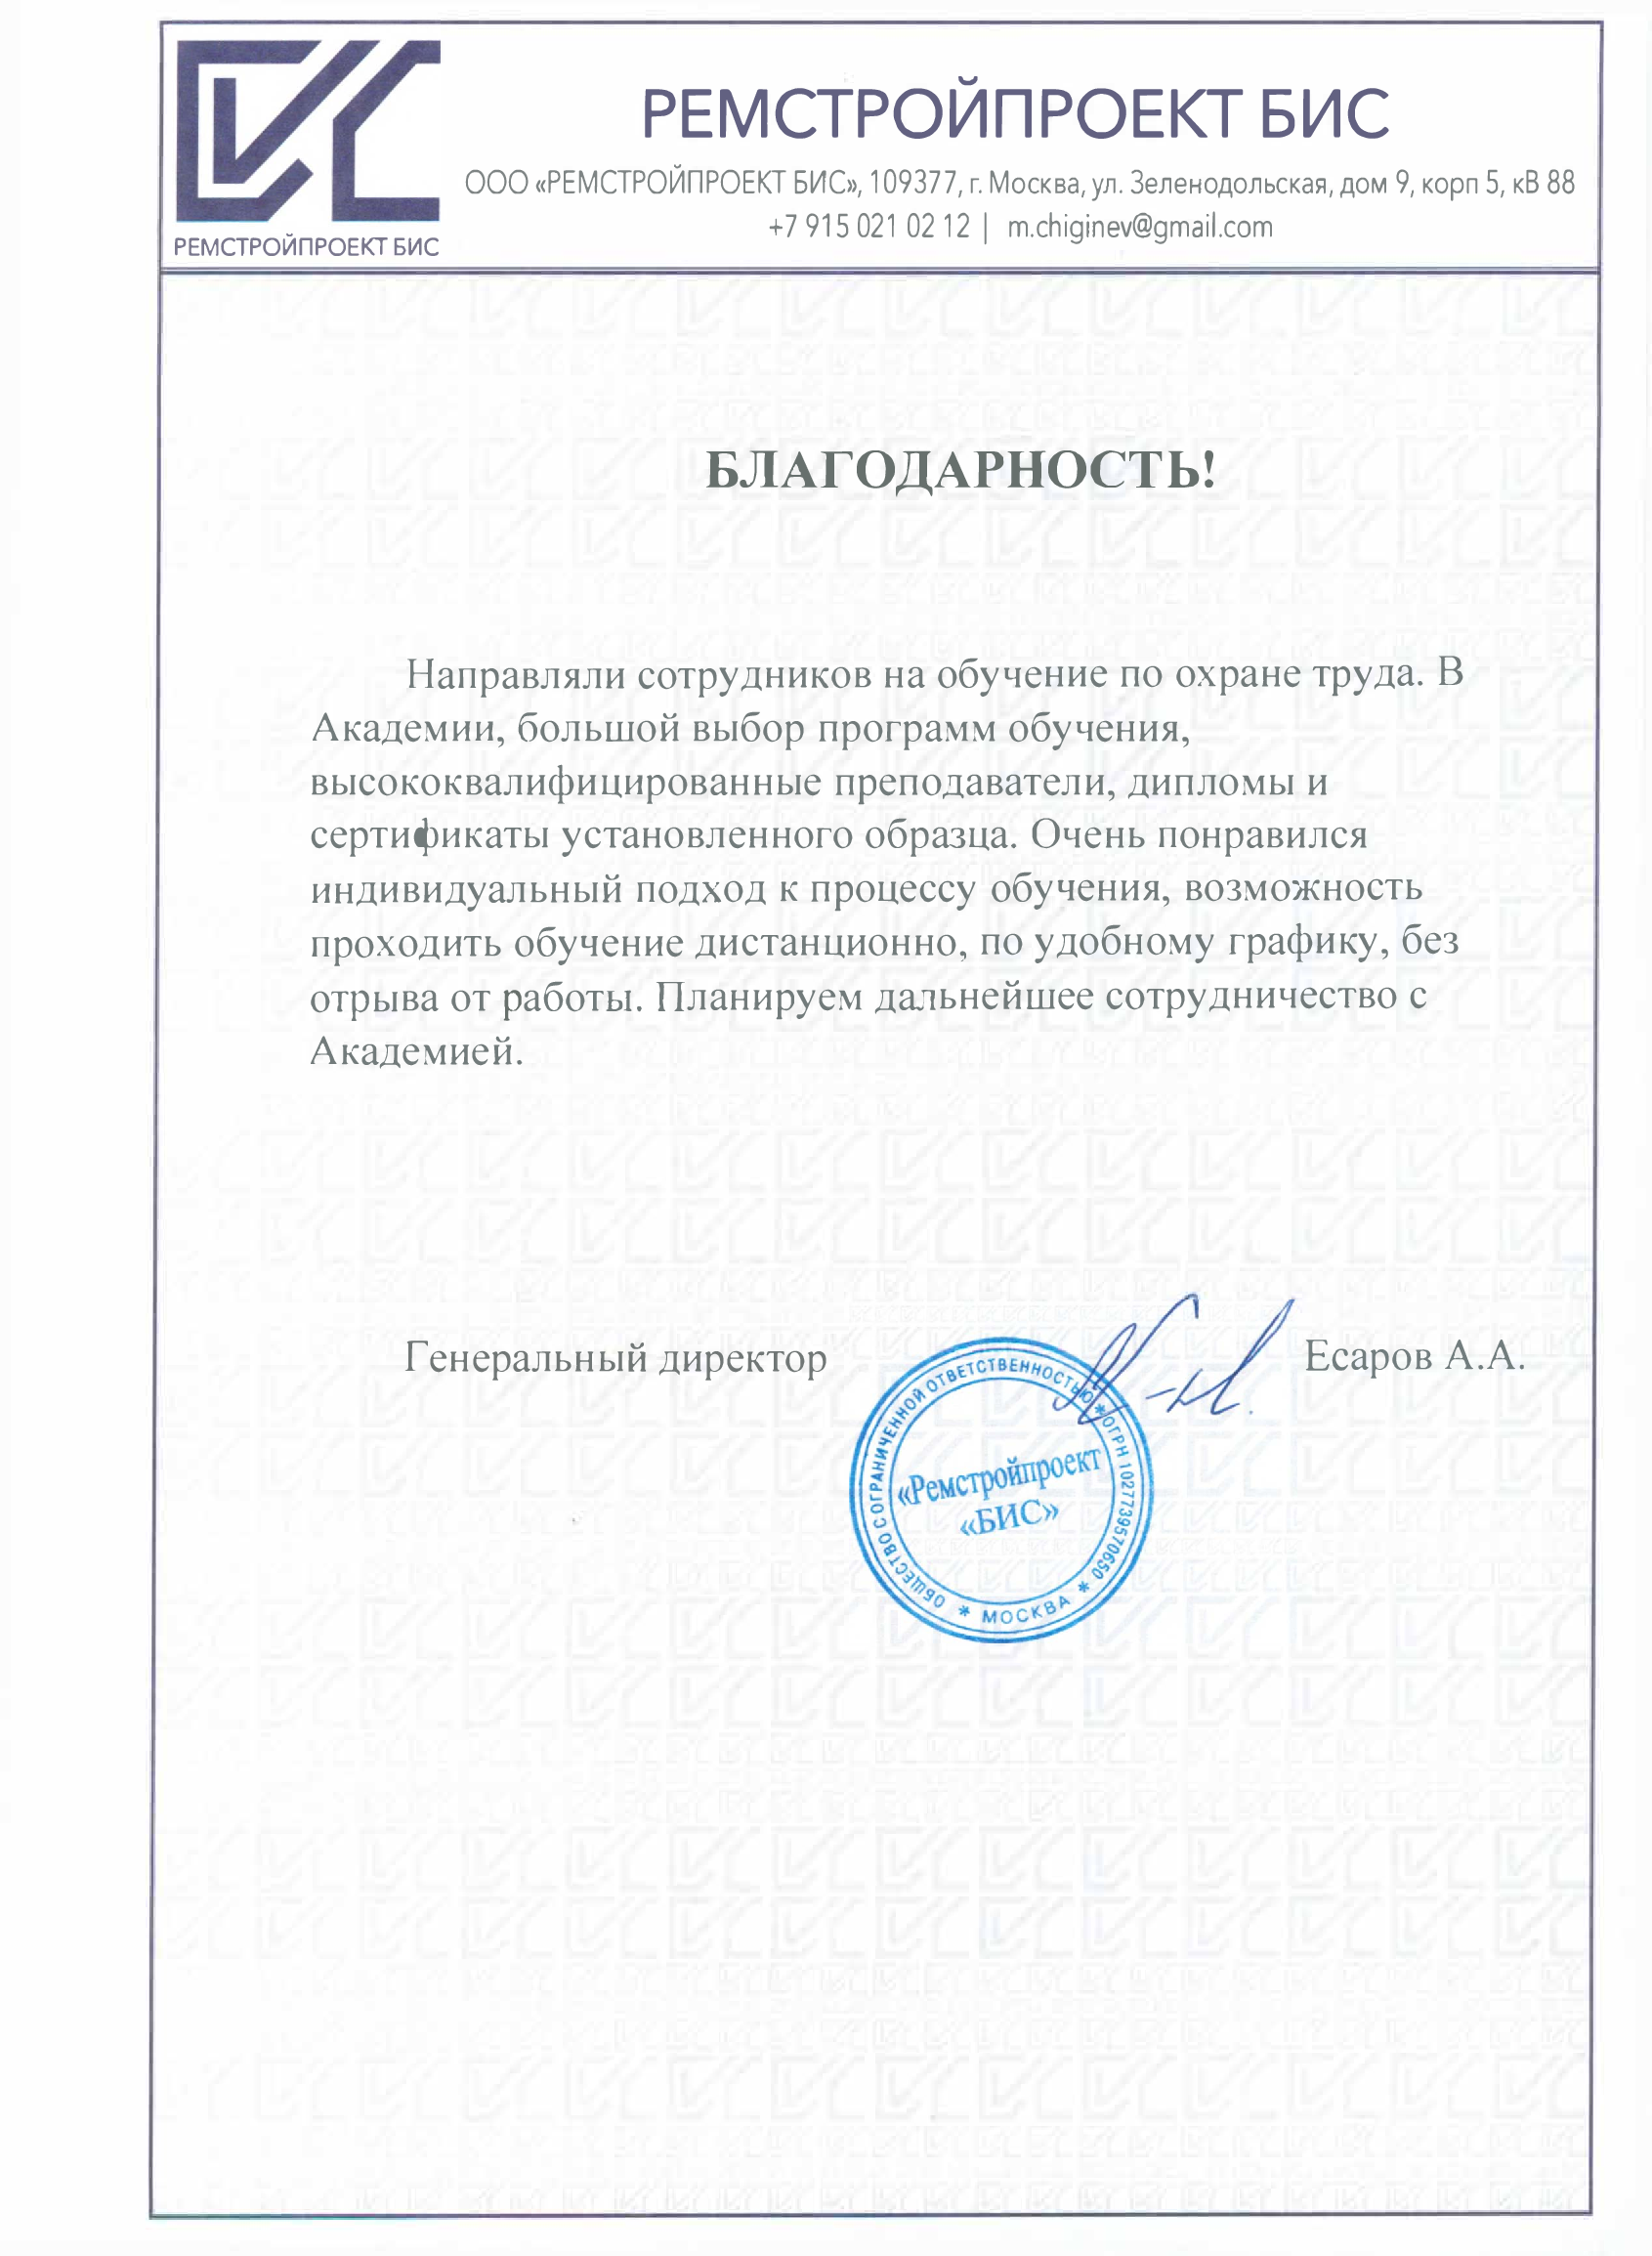 РЕМСТРОЙПРОЕКТ БИС
РЕМСТРОЙПРОЕКТ БИС
ООО «РЕМСТРОЙПРОЕКТ БИС», 109377, г. Москва, ул. Зеленодольская, дом 9, корп 5, кВ 88
+7 915 021 02 12 | m.chiginev@gmail.com
БЛАГОДАРНОСТЬ!
Направляли сотрудников на обучение по охране труда. В
Академии, большой выбор программ обучения,
высококвалифицированные преподаватели, дипломы и
сертификаты установленного образца. Очень понравился
индивидуальный подход к процессу обучения, возможность
проходить обучение дистанционно, по удобному графику, без
отрыва от работы. Планируем дальнейшее сотрудничество с
Академией.
Генеральный директор
Есаров А.А.
ОБЩЕСТВО С ОГРАНИЧЕННОЙ ОТВЕТСТВЕННОСТЬЮ * ОГРН 1027739570650 *
«Ремстройпроект
«БИС»
* МОСКВА *